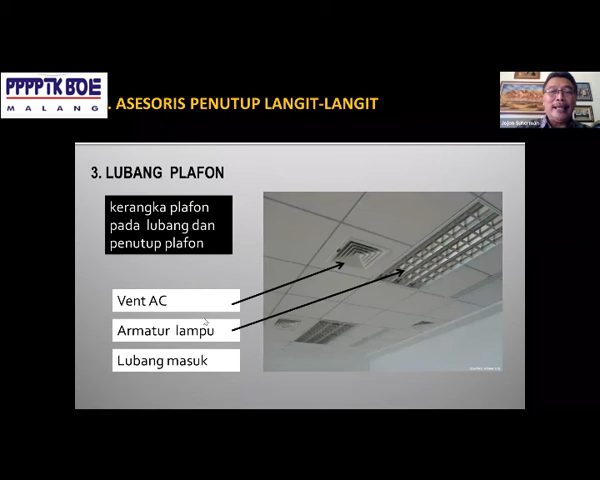 PPPPTK BOE
MALANG
. ASESORIS PENUTUP LANGIT-LANGIT
3. LUBANG PLAFON
kerangka plafon
pada lubang dan
penutup plafon
Vent AC
Armatur lampu
Lubang masuk